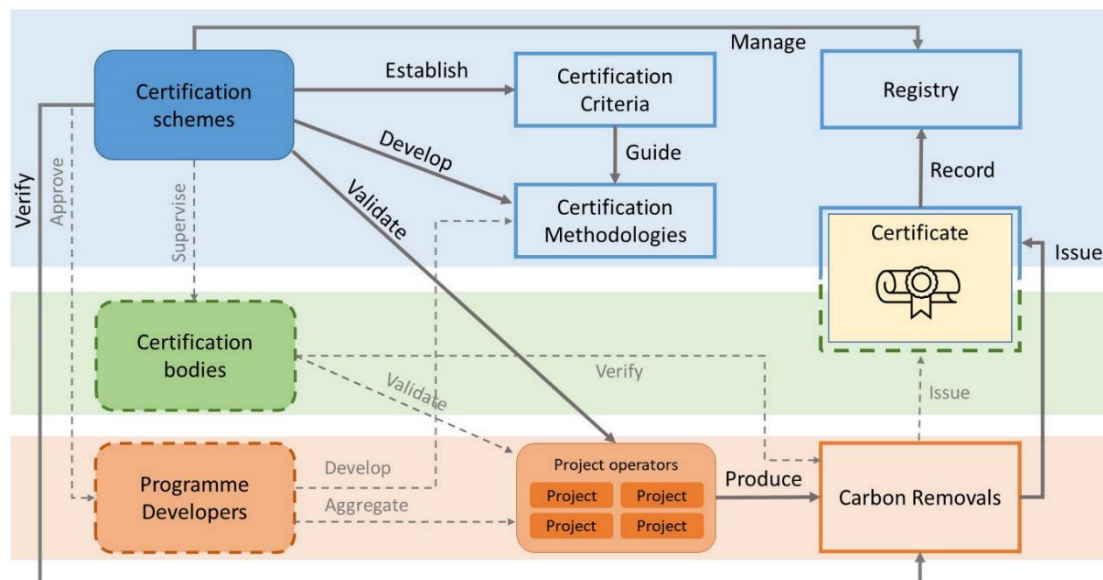 Manage
Certification
schemes
Establish
Certification
Criteria
Registry
Develop
Guide
Record
Verify
Approve
Supervise
Validate
Certification
Methodologies
Certificate
Issue
Certification
bodies
Verify
Validate
Issue
Programme
Developers
Develop
Aggregate
Project operators
Project
Project
Project
Project
Produce
Carbon Removals